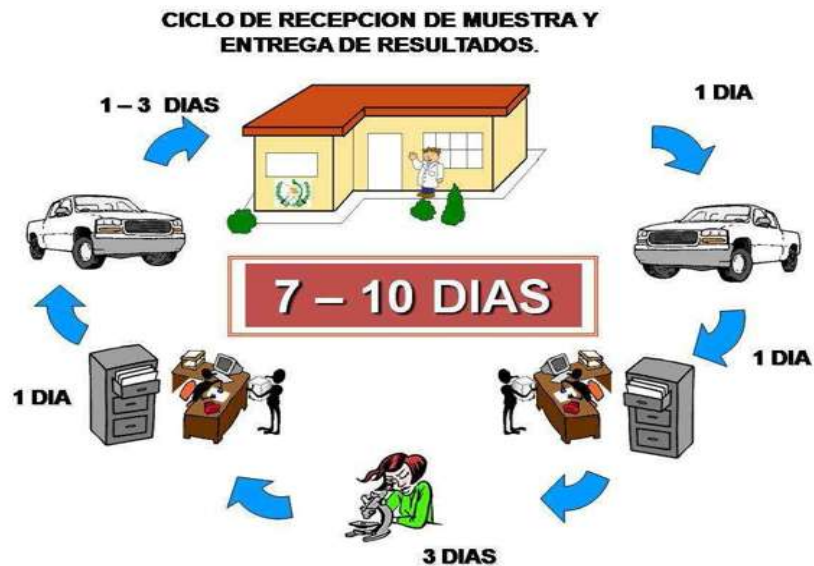 CICLO DE RECEPCION DE MUESTRA Y
ENTREGA DE RESULTADOS.
1 – 3 DIAS
1 DIA
7 – 10 DIAS
1 DIA
1 DIA
3 DIAS